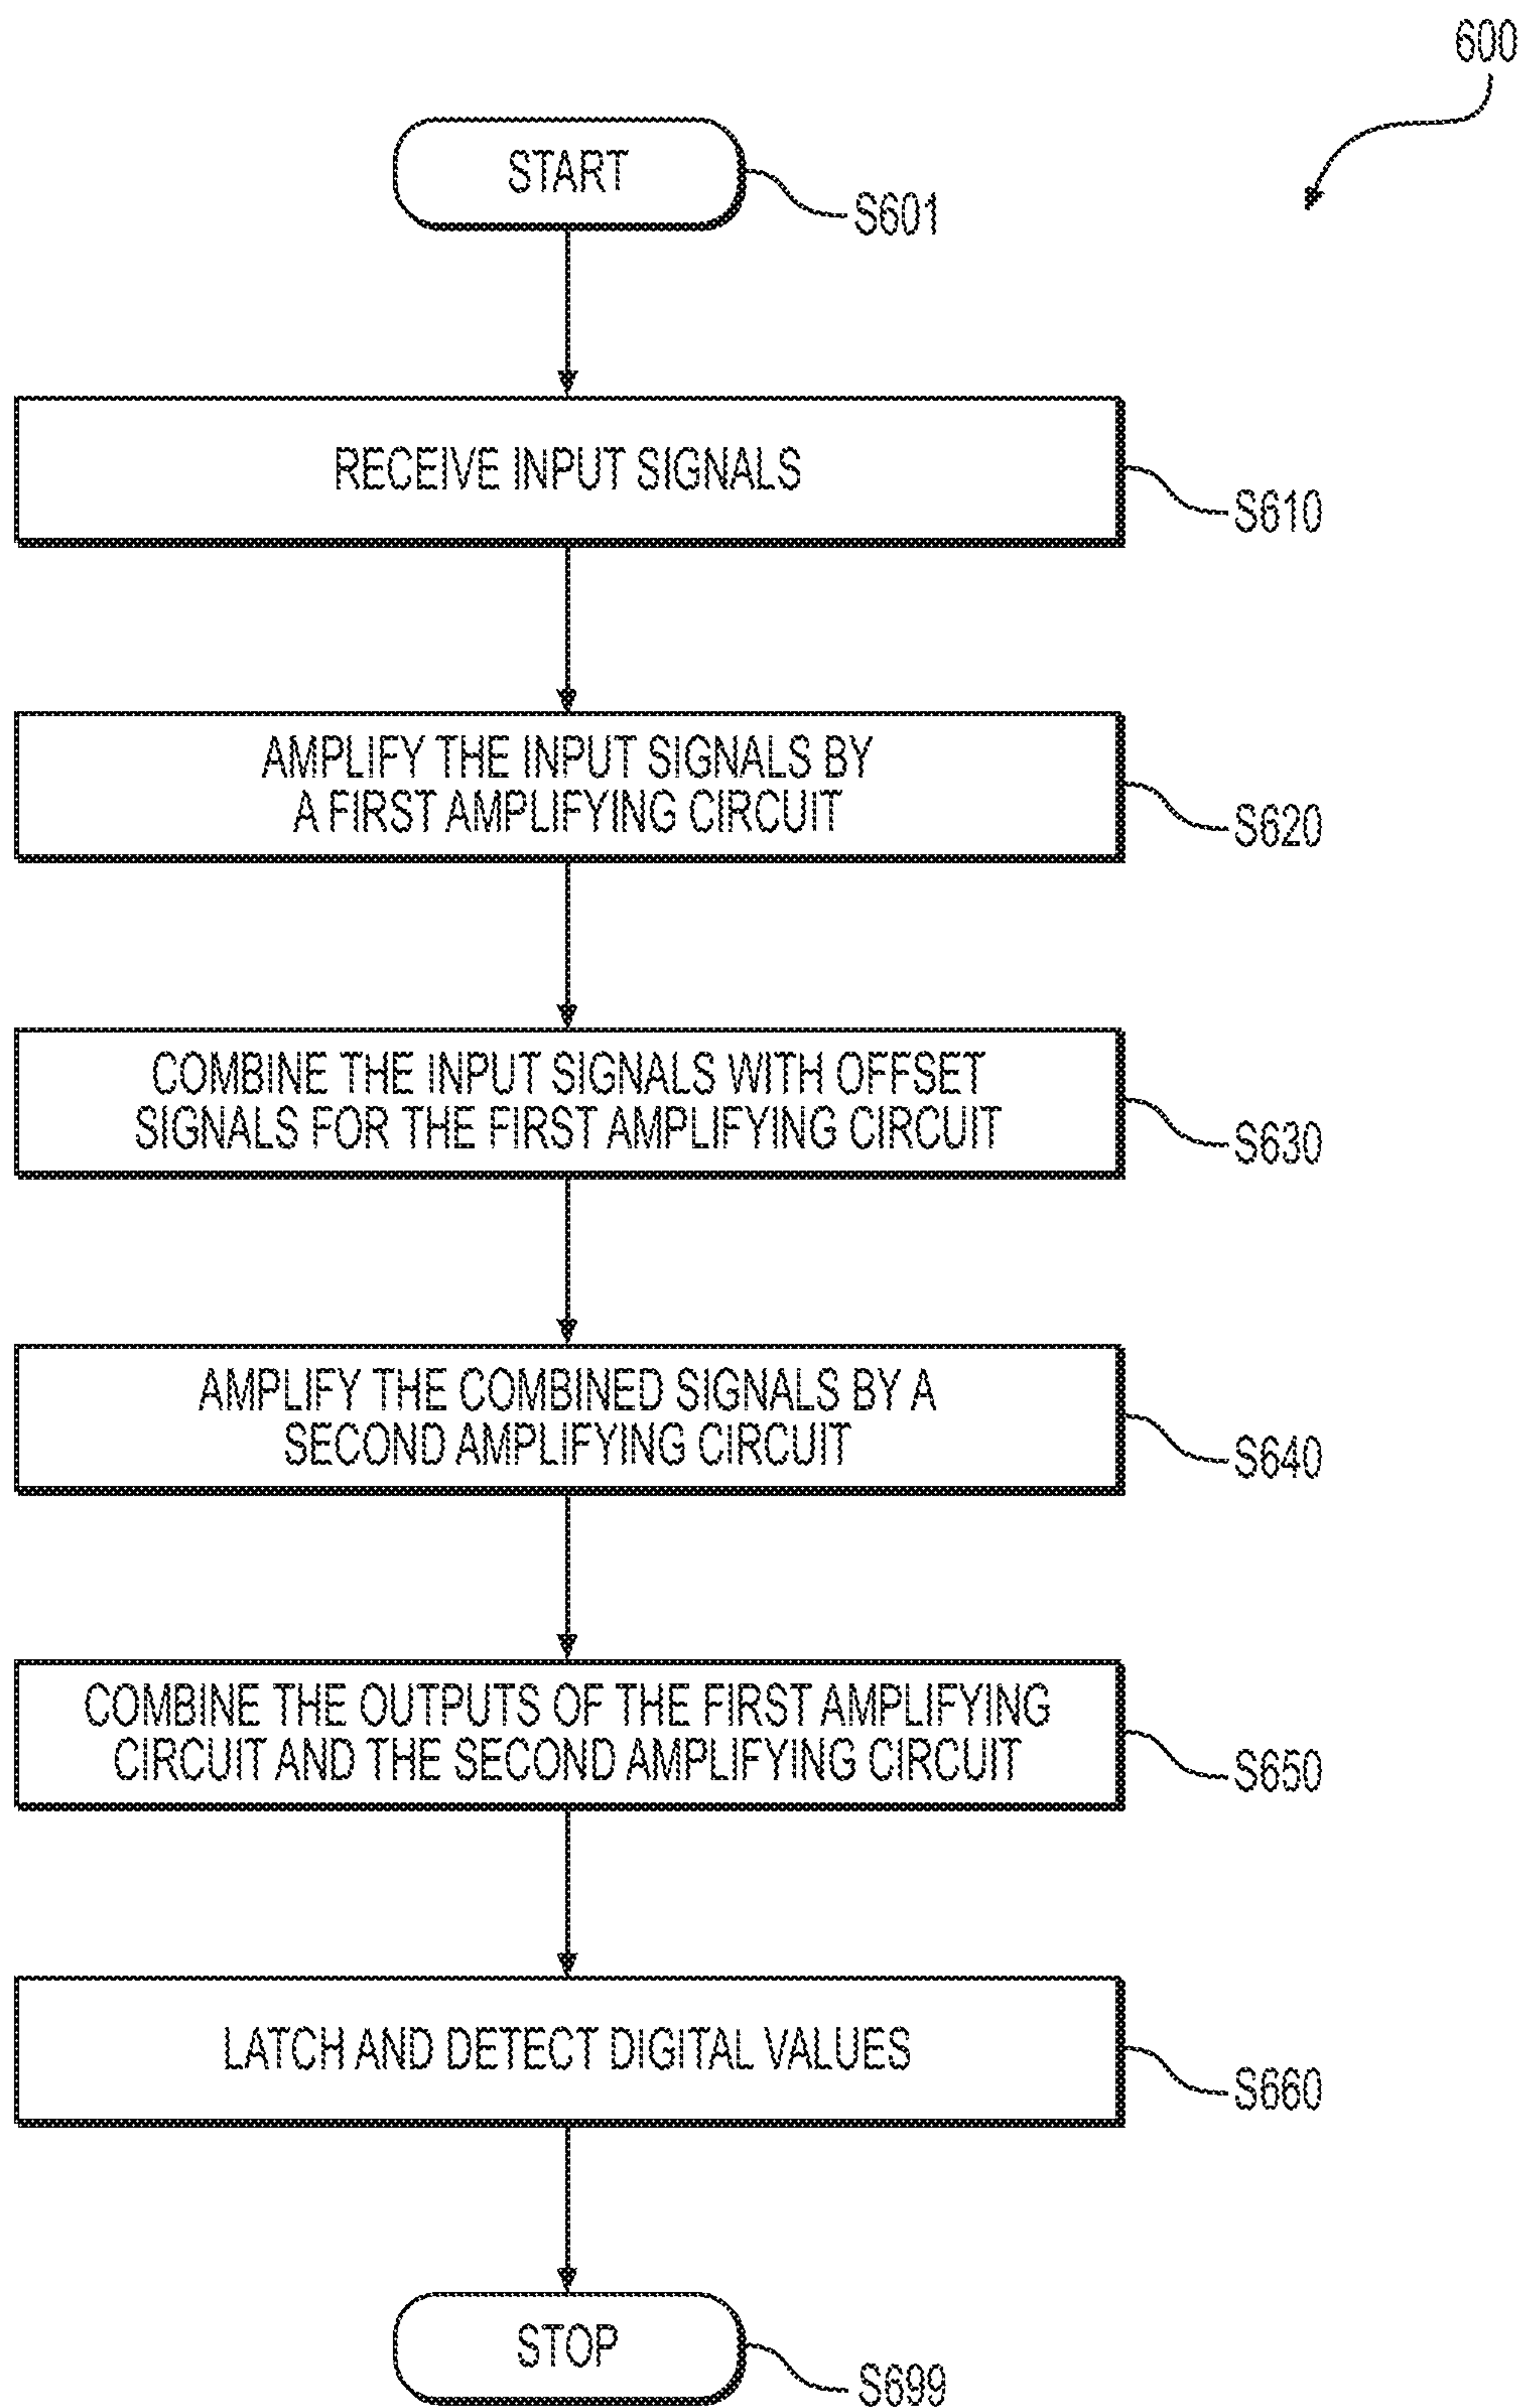 600
START
S601
RECEIVE INPUT SIGNALS
S610
AMPLIFY THE INPUT SIGNALS BY
A FIRST AMPLIFYING CIRCUIT
S620
COMBINE THE INPUT SIGNALS WITH OFFSET
SIGNALS FOR THE FIRST AMPLIFYING CIRCUIT
S630
AMPLIFY THE COMBINED SIGNALS BY A
SECOND AMPLIFYING CIRCUIT
S640
COMBINE THE OUTPUTS OF THE FIRST AMPLIFYING
CIRCUIT AND THE SECOND AMPLIFYING CIRCUIT
S650
LATCH AND DETECT DIGITAL VALUES
S660
STOP
S699